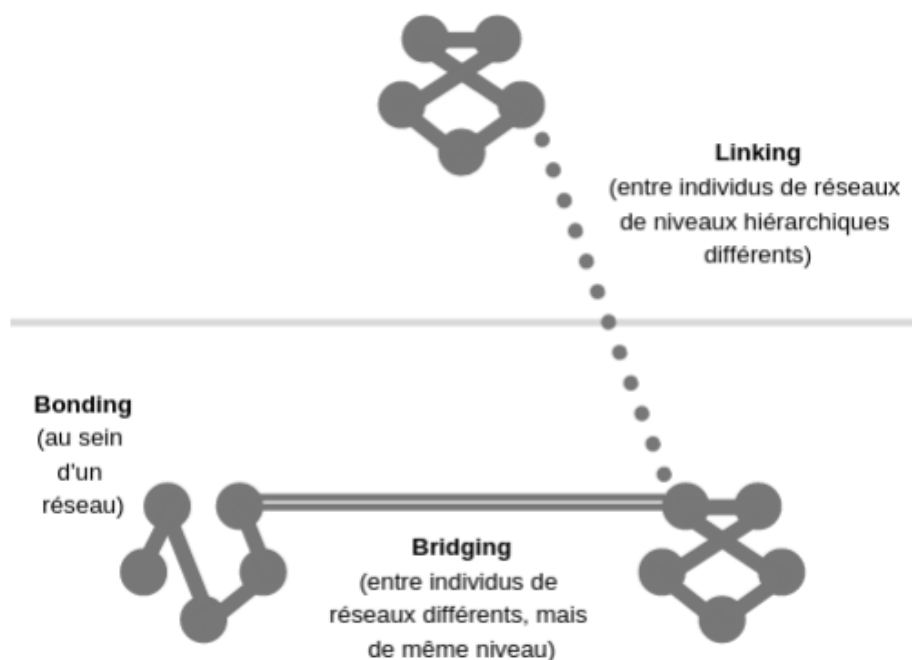 Linking
(entre individus de réseaux
de niveaux hiérarchiques
différents)
Bonding
(au sein
d'un
réseau)
Bridging
(entre individus de
réseaux différents, mais
de même niveau)